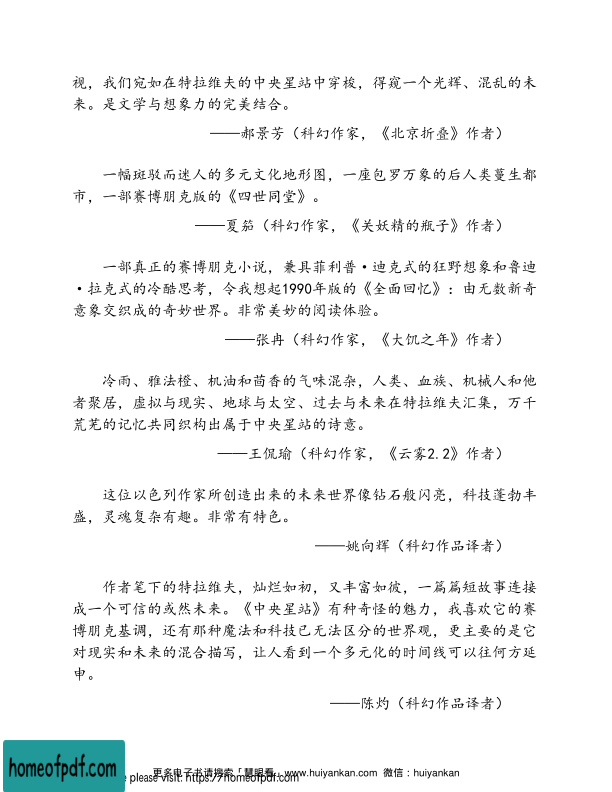 视，我们宛如在特拉维夫的中央星站中穿梭，得窥一个光辉、混乱的未
来。是文学与想象力的完美结合。
——郝景芳（科幻作家，《北京折叠》作者）
一幅斑驳而迷人的多元文化地形图，一座包罗万象的后人类蔓生都
市，一部赛博朋克版的《四世同堂》。
——夏笳（科幻作家，《关妖精的瓶子》作者）
一部真正的赛博朋克小说，兼具菲利普·迪克式的狂野想象和鲁迪
·拉克式的冷酷思考，令我想起1990年版的《全面回忆》：由无数新奇
意象交织成的奇妙世界。非常美妙的阅读体验。
——张冉（科幻作家，《大饥之年》作者）
冷雨、雅法橙、机油和茴香的气味混杂，人类、血族、机械人和他
者聚居，虚拟与现实、地球与太空、过去与未来在特拉维夫汇集，万千
荒芜的记忆共同织构出属于中央星站的诗意。
——王侃瑜（科幻作家，《云雾2.2》作者）
这位以色列作家所创造出来的未来世界像钻石般闪亮，科技蓬勃丰
盛，灵魂复杂有趣。非常有特色。
——姚向辉（科幻作品译者）
作者笔下的特拉维夫，灿烂如初，又丰富如彼，一篇篇短故事连接
成一个可信的或然未来。《中央星站》有种奇怪的魅力，我喜欢它的赛
博朋克基调，还有那种魔法和科技已无法区分的世界观，更主要的是它
对现实和未来的混合描写，让人看到一个多元化的时间线可以往何方延
申。
——陈灼（科幻作品译者）
更多电子书请搜索「慧眼看」www.huiyankan.com 微信：huiyankan
homeofpdf.com
e please visit: https://homeofpdf.com